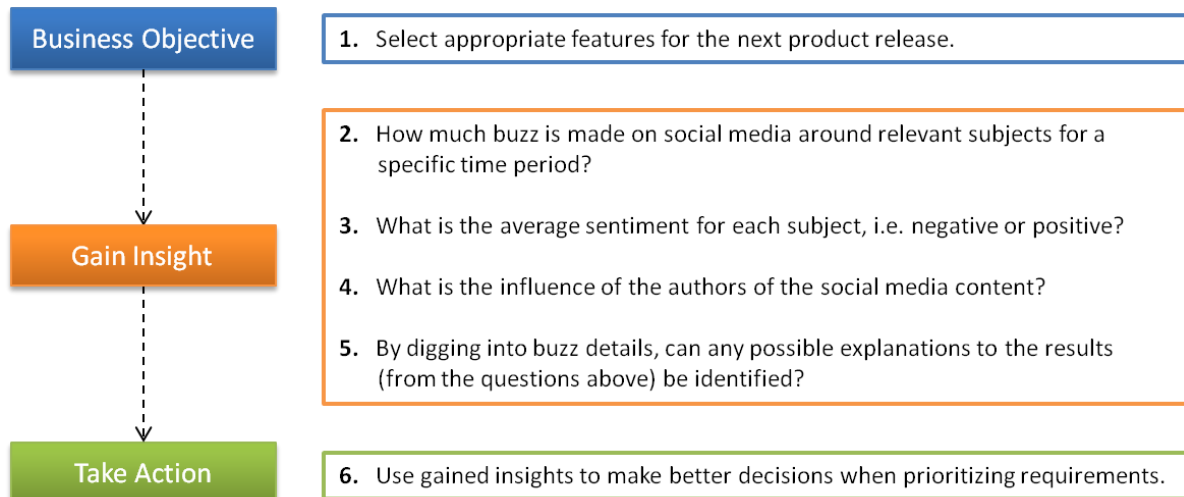 Business Objective
1. Select appropriate features for the next product release.
2. How much buzz is made on social media around relevant subjects for a
specific time period?
3. What is the average sentiment for each subject, i.e. negative or positive?
Gain Insight
4. What is the influence of the authors of the social media content?
5. By digging into buzz details, can any possible explanations to the results
(from the questions above) be identified?
Take Action
6. Use gained insights to make better decisions when prioritizing requirements.